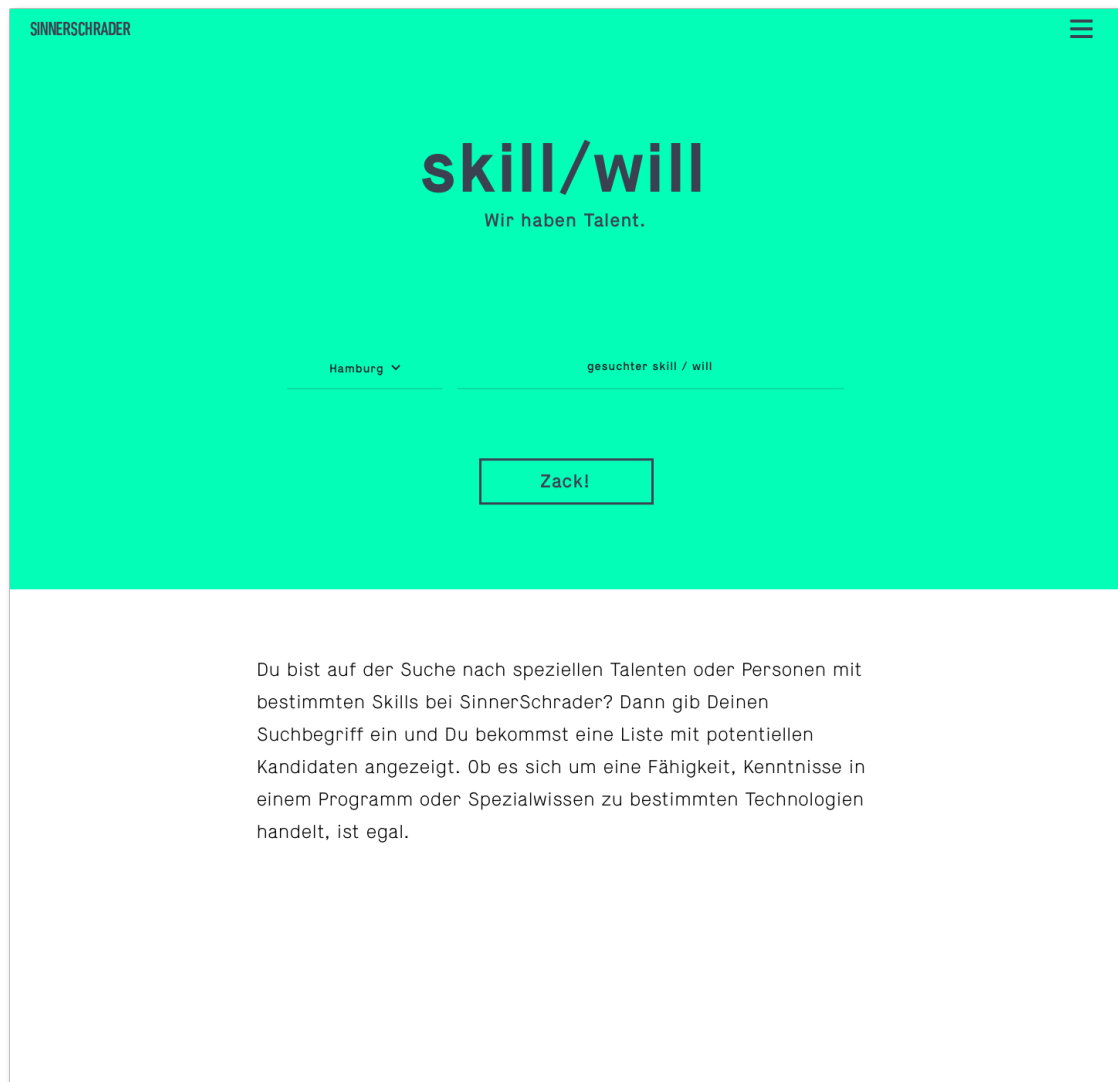 SINNERSCHRADER
skill/will
Wir haben Talent.
Hamburg
gesuchter skill / will
Zack!
Du bist auf der Suche nach speziellen Talenten oder Personen mit
bestimmten Skills bei SinnerSchrader? Dann gib Deinen
Suchbegriff ein und Du bekommst eine Liste mit potentiellen
Kandidaten angezeigt. Ob es sich um eine Fähigkeit, Kenntnisse in
einem Programm oder Spezialwissen zu bestimmten Technologien
handelt, ist egal.